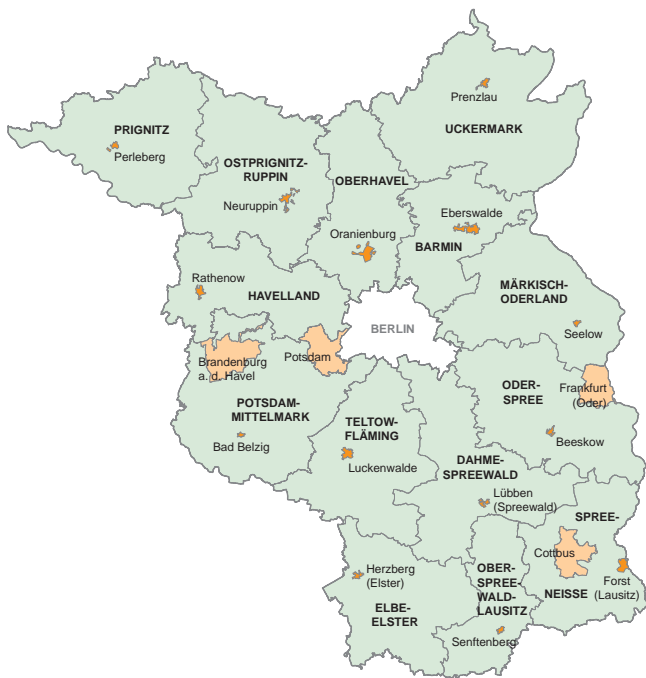 Prenzlau
UCKERMARK
PRIGNITZ
Perleberg
OSTPRIGNITZ-
RUPPIN
Neuruppin
OBERHAVEL
Oranienburg
Eberswalde
BARMIN
Rathenow
HAVELLAND
MÄRKISCH-
ODERLAND
Seelow
BERLIN
Brandenburg
a. d. Havel
Potsdam
POTSDAM-
MITTELMARK
Bad Belzig
TELTOW-
FLÄMING
Luckenwalde
ODER-
SPREE
Frankfurt
(Oder)
Beeskow
DAHME-
SPREEWALD
Lübben
(Spreewald)
SPREE-
NEISSE
Cottbus
Forst
(Lausitz)
Herzberg
(Elster)
ELBE-
ELSTER
OBER-
SPREE-
WALD-
LAUSITZ
Senftenberg